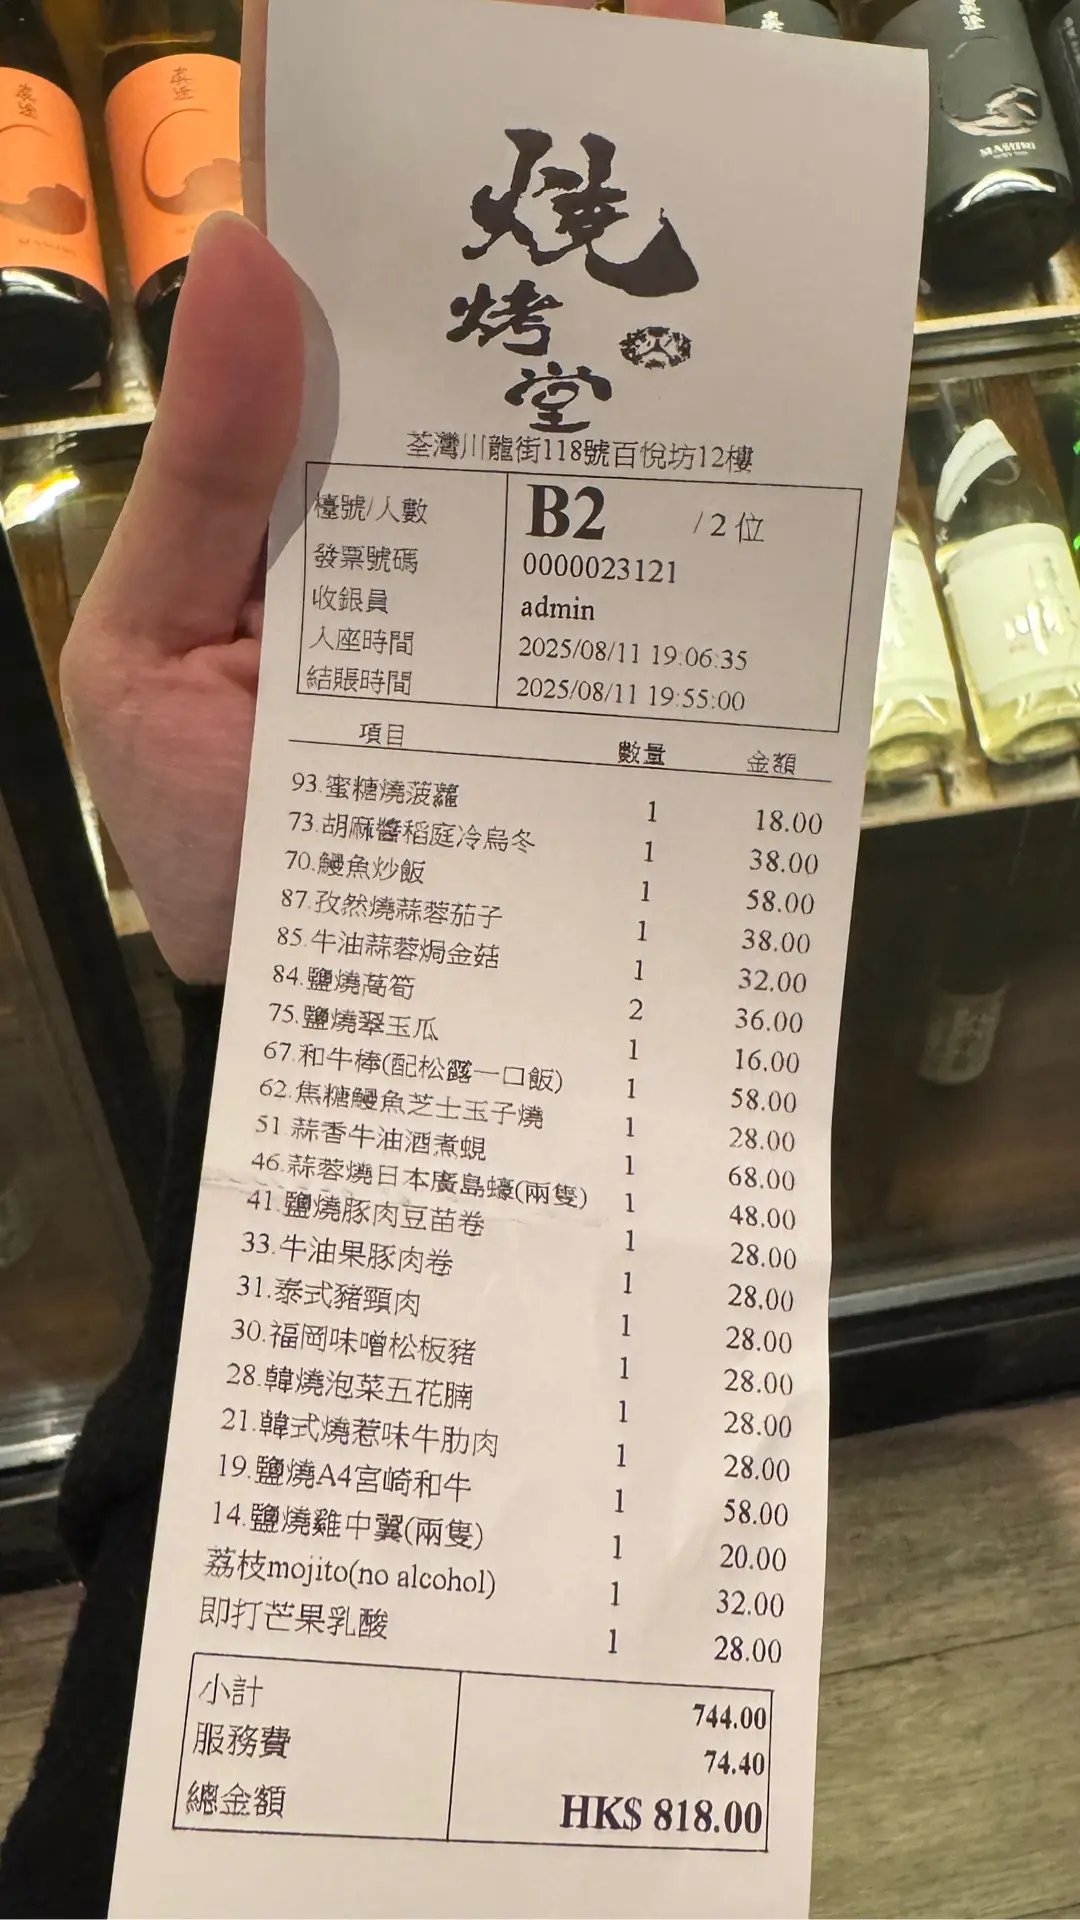 燒
烤
堂
荃灣川龍街118號百悅坊12樓
檯號/人數 B2 / 2 位
發票號碼 0000023121
收銀員 admin
入座時間 2025/08/11 19:06:35
結賬時間 2025/08/11 19:55:00
項目 數量 金額
93.蜜糖燒菠蘿 1 18.00
73.胡麻醬稻庭冷烏冬 1 38.00
70.鰻魚炒飯 1 58.00
87.孜然燒蒜蓉茄子 1 38.00
85.牛油蒜蓉焗金菇 1 32.00
84.鹽燒萵筍 2 36.00
75.鹽燒翠玉瓜 1 16.00
67.和牛棒(配松露一口飯) 1 58.00
62.焦糖鰻魚芝士玉子燒 1 28.00
51.蒜香牛油酒煮蜆 1 68.00
46.蒜蓉燒日本廣島蠔(兩隻) 1 48.00
41.鹽燒豚肉豆苗卷 1 28.00
33.牛油果豚肉卷 1 28.00
31.泰式豬頸肉 1 28.00
30.福岡味噌松板豬 1 28.00
28.韓燒泡菜五花腩 1 28.00
21.韓式燒惹味牛肋肉 1 28.00
19.鹽燒A4宮崎和牛 1 58.00
14.鹽燒雞中翼(兩隻) 1 20.00
荔枝mojito(no alcohol) 1 32.00
即打芒果乳酸 1 28.00
小計 744.00
服務費 74.40
總金額 HK$ 818.00